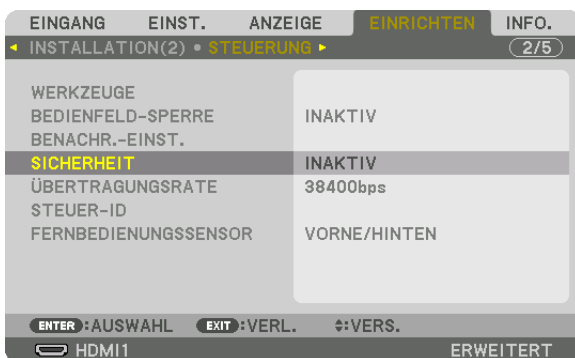 EINGANG EINST. ANZEIGE EINRICHTEN INFO.
INSTALLATION(2) • STEUERUNG 2/5
WERKZEUGE
BEDIENFELD-SPERRE INAKTIV
BENACHR.-EINST.
SICHERHEIT INAKTIV
ÜBERTRAGUNGSRATE 38400bps
STEUER-ID
FERNBEDIENUNGSSENSOR VORNE/HINTEN
ENTER :AUSWAHL EXIT :VERL. :VERS.
HDMI1 ERWEITERT